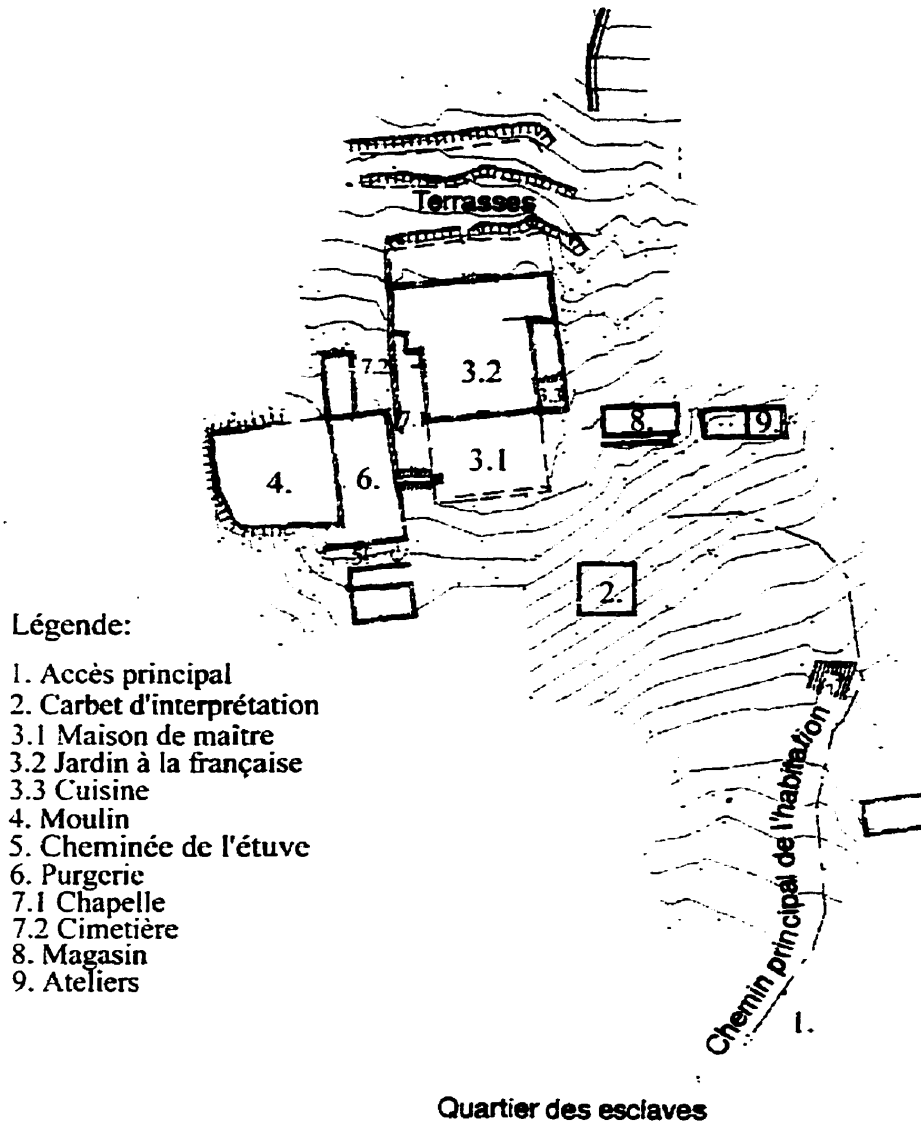 Terrasses
7.2
3.2
7.
3.1
8.
9.
4.
6.
5.
2.
Légende:
1. Accès principal
2. Carbet d'interprétation
3.1 Maison de maître
3.2 Jardin à la française
3.3 Cuisine
4. Moulin
5. Cheminée de l'étuve
6. Purgerie
7.1 Chapelle
7.2 Cimetière
8. Magasin
9. Ateliers
Chemin principal de l'habitation
1.
Quartier des esclaves